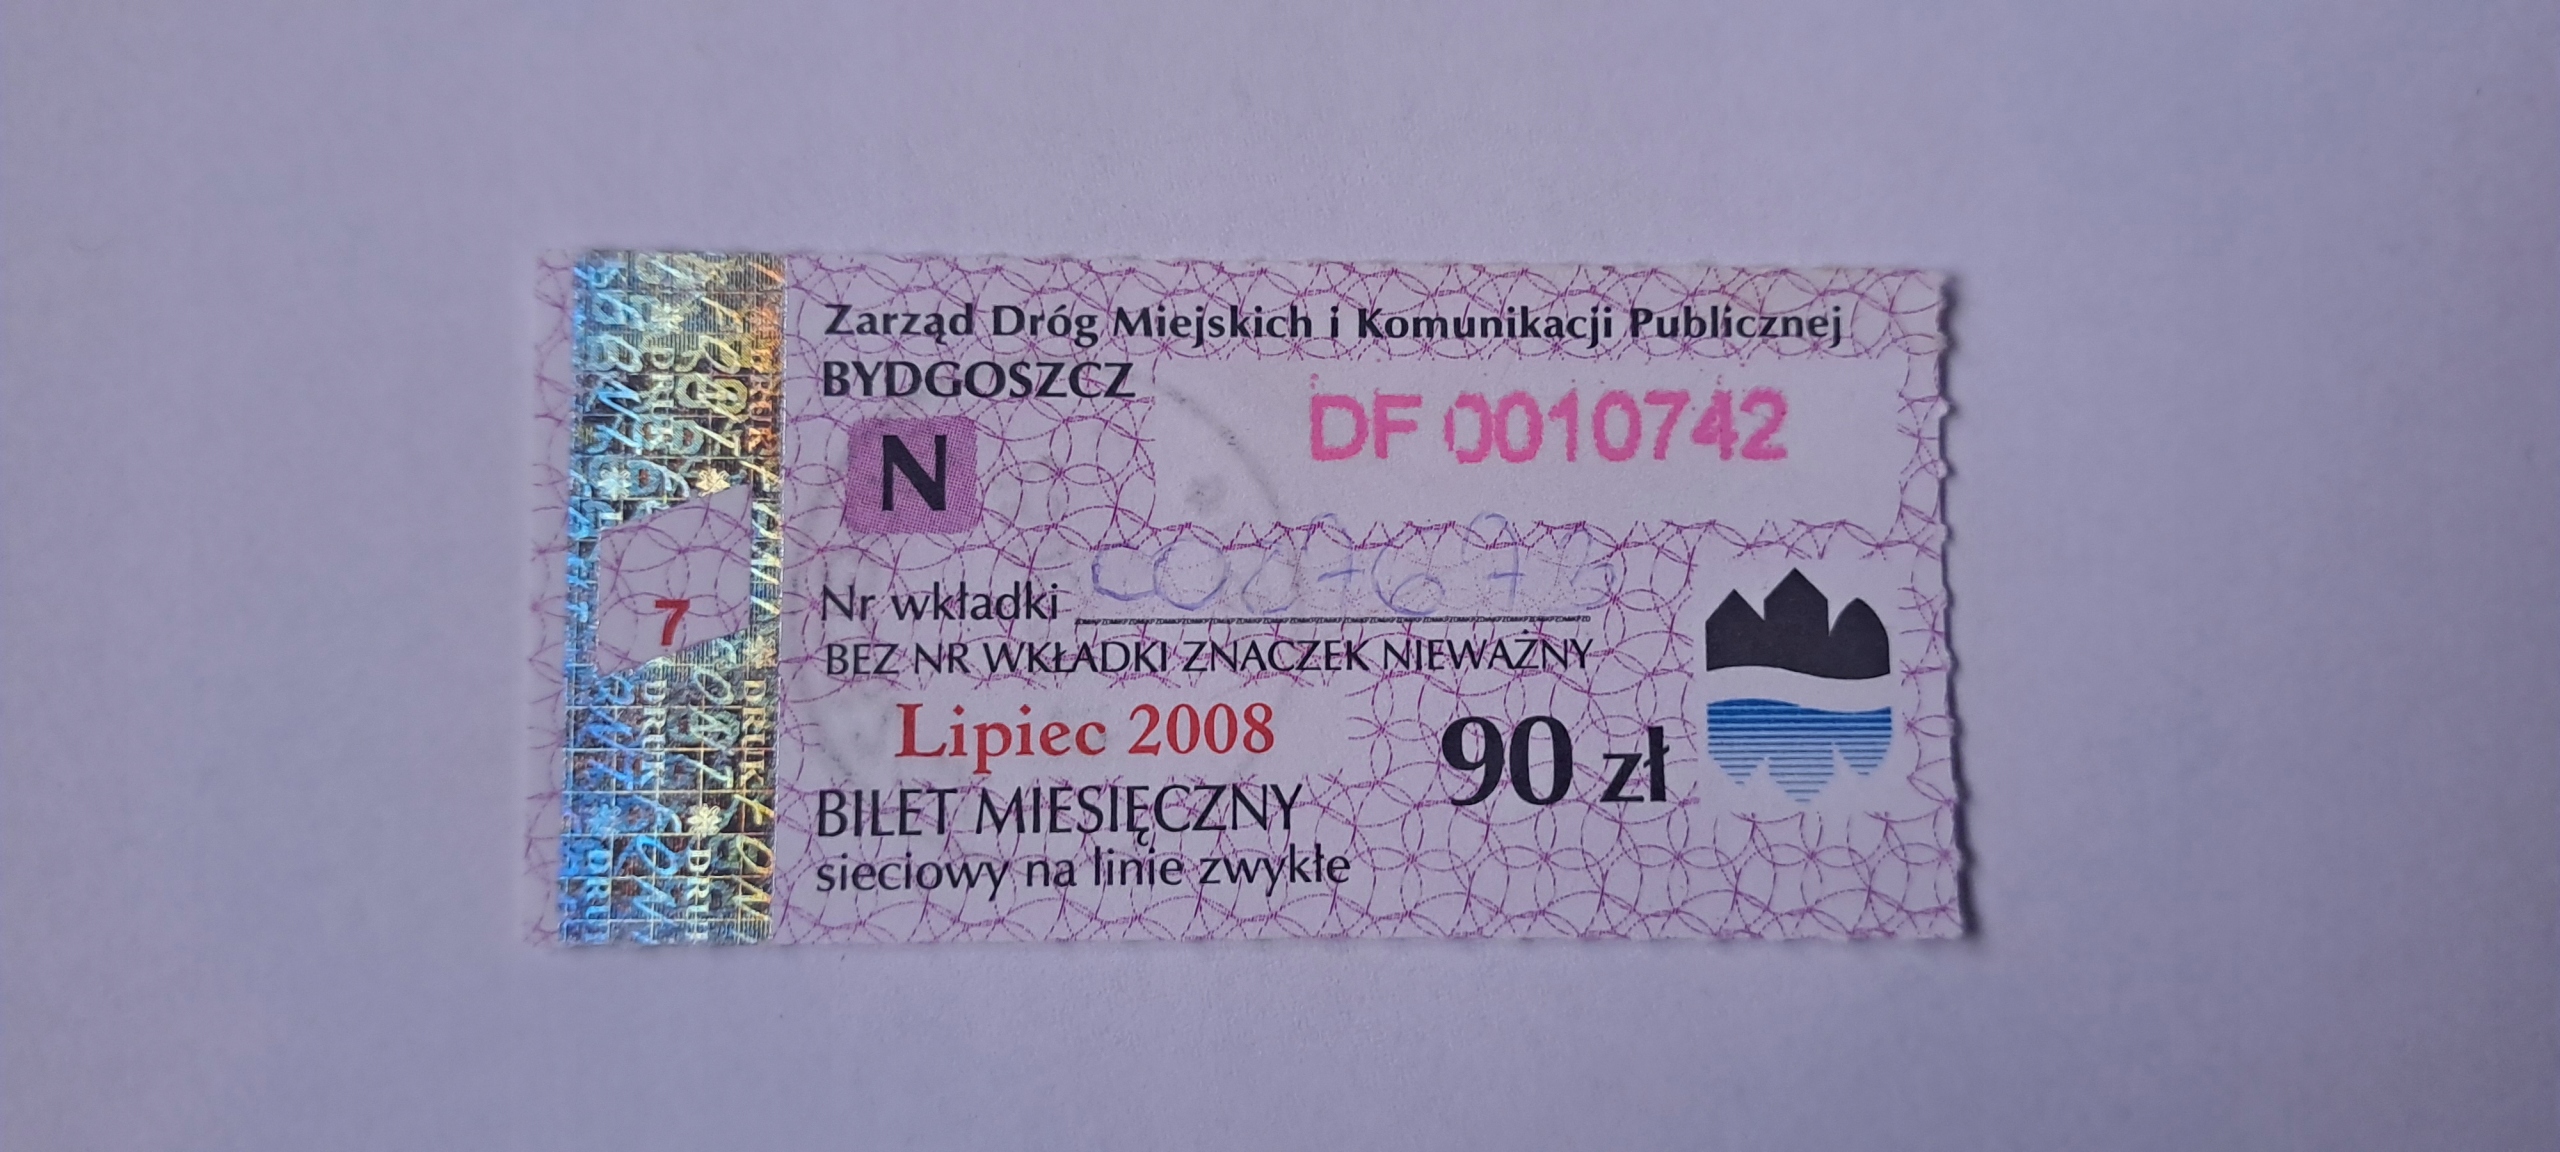 Zarząd Dróg Miejskich i Komunikacji Publicznej
BYDGOSZCZ
DF 0010742
N
Nr wkładki
BEZ NR WKŁADKI ZNACZEK NIEWAŻNY
7
Lipiec 2008
90 zł
BILET MIESIĘCZNY
sieciowy na linie zwykłe